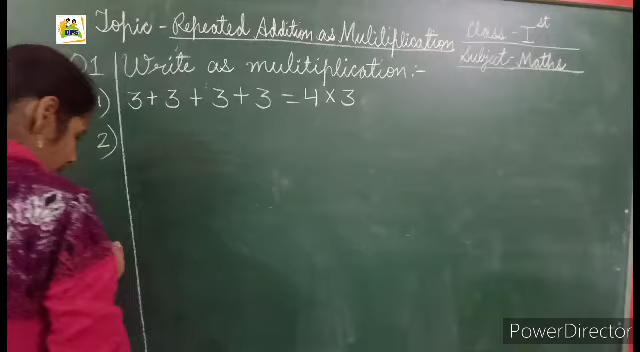 Topic - Repeated Addition as Muliliplication
Class - Ist
Subject - Maths
Q1 Write as mulitiplication:-
1) 3 + 3 + 3 + 3 = 4 × 3
2)
PowerDirector